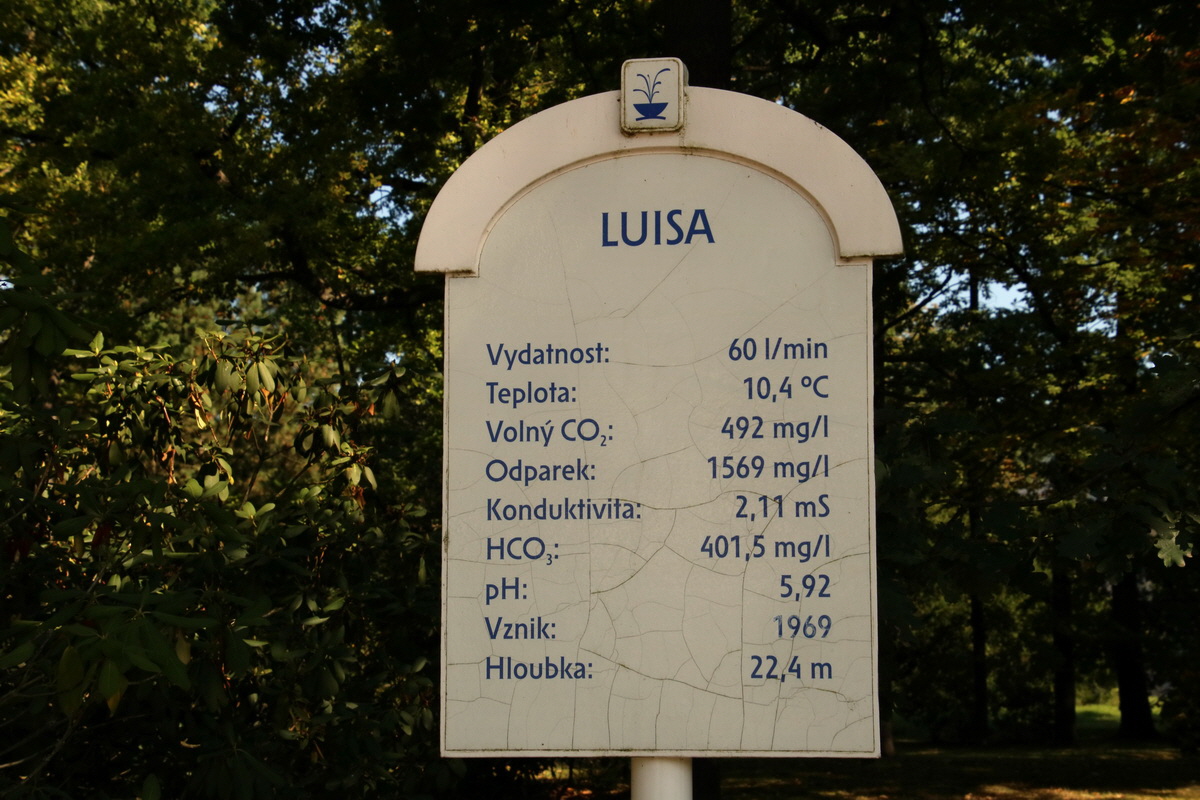 LUISA
Vydatnost: 60 l/min
Teplota: 10,4 ºC
Volný CO₂: 492 mg/l
Odparek: 1569 mg/l
Konduktivita: 2,11 mS
HCO₃: 401,5 mg/l
pH: 5,92
Vznik: 1969
Hloubka: 22,4 m